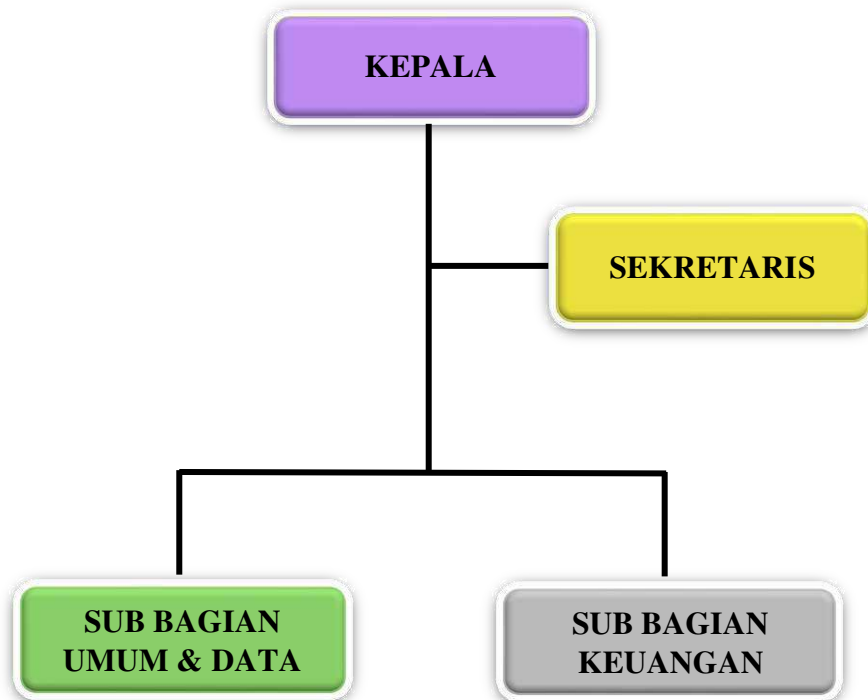 KEPALA
SEKRETARIS
SUB BAGIAN
UMUM & DATA
SUB BAGIAN
KEUANGAN